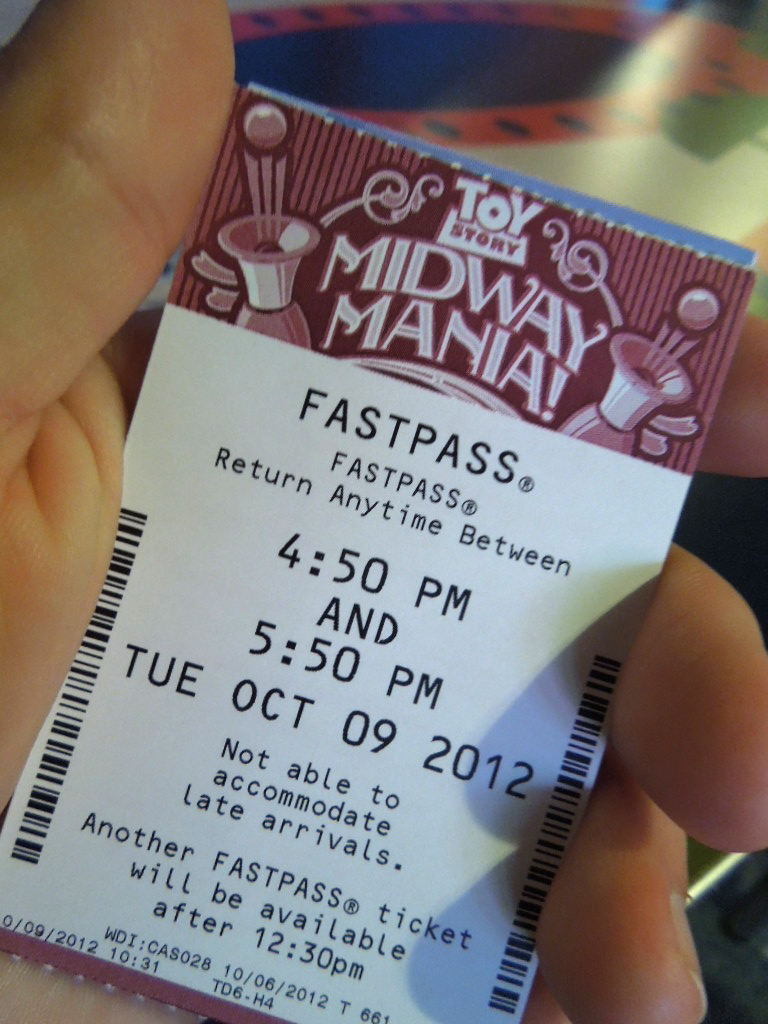 TOY
STORY
MIDWAY
MANIA!
FASTPASS®
FASTPASS®
Return Anytime Between
4:50 PM
AND
5:50 PM
TUE OCT 09 2012
Not able to
accommodate
late arrivals.
Another FASTPASS® ticket
will be available
after 12:30pm
0/09/2012 10:31
WDI:CAS028 10/06/2012 T 661
TD6-H4